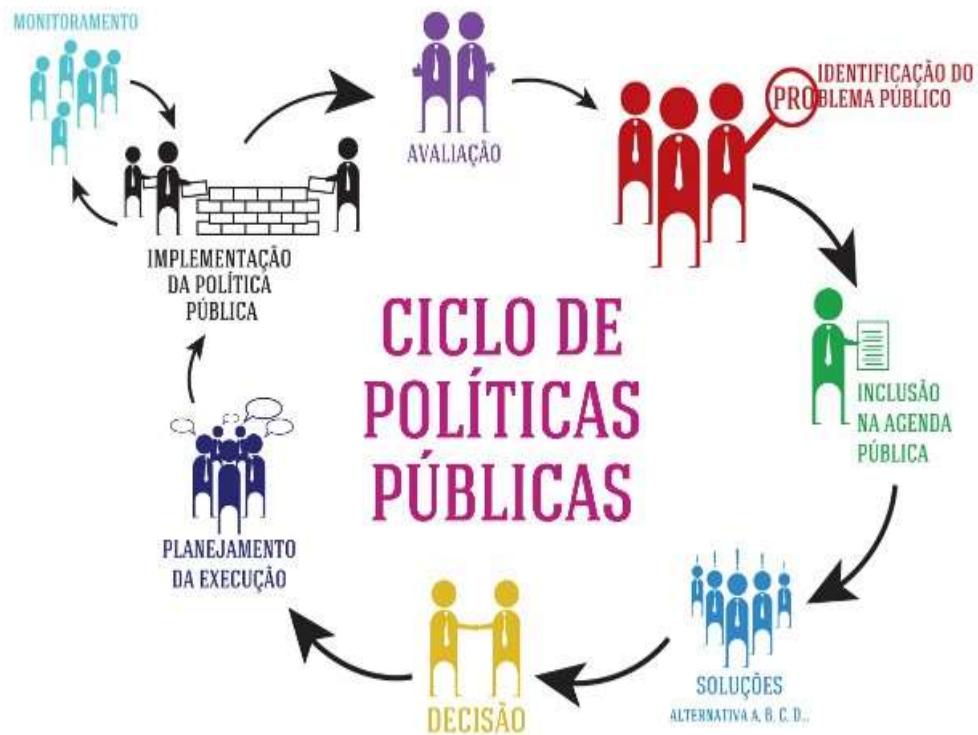 MONITORAMENTO
AVALIAÇÃO
IDENTIFICAÇÃO DO
PROBLEMA PÚBLICO
IMPLEMENTAÇÃO
DA POLÍTICA
PÚBLICA
CICLO DE
POLÍTICAS
PÚBLICAS
INCLUSÃO
NA AGENDA
PÚBLICA
PLANEJAMENTO
DA EXECUÇÃO
DECISÃO
SOLUÇÕES
ALTERNATIVA A, B, C, D...